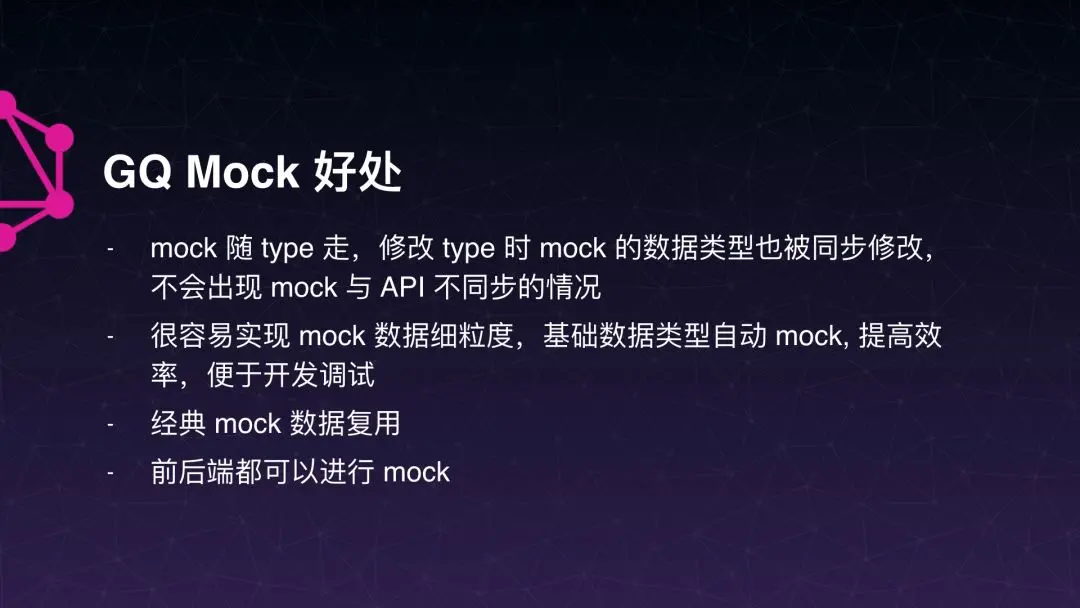 GQ Mock 好处
- mock 随 type 走，修改 type 时 mock 的数据类型也被同步修改，
不会出现 mock 与 API 不同步的情况
- 很容易实现 mock 数据细粒度，基础数据类型自动 mock, 提高效
率，便于开发调试
- 经典 mock 数据复用
- 前后端都可以进行 mock